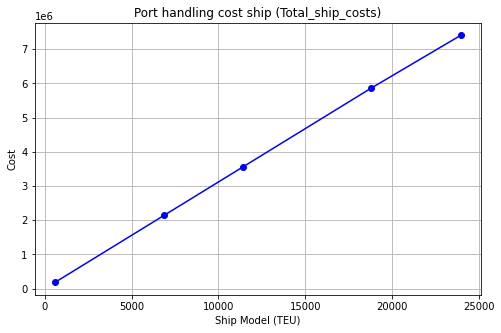 Port handling cost ship (Total_ship_costs)
1e6
7
6
5
4
3
2
1
0
Cost
0 5000 10000 15000 20000 25000
Ship Model (TEU)